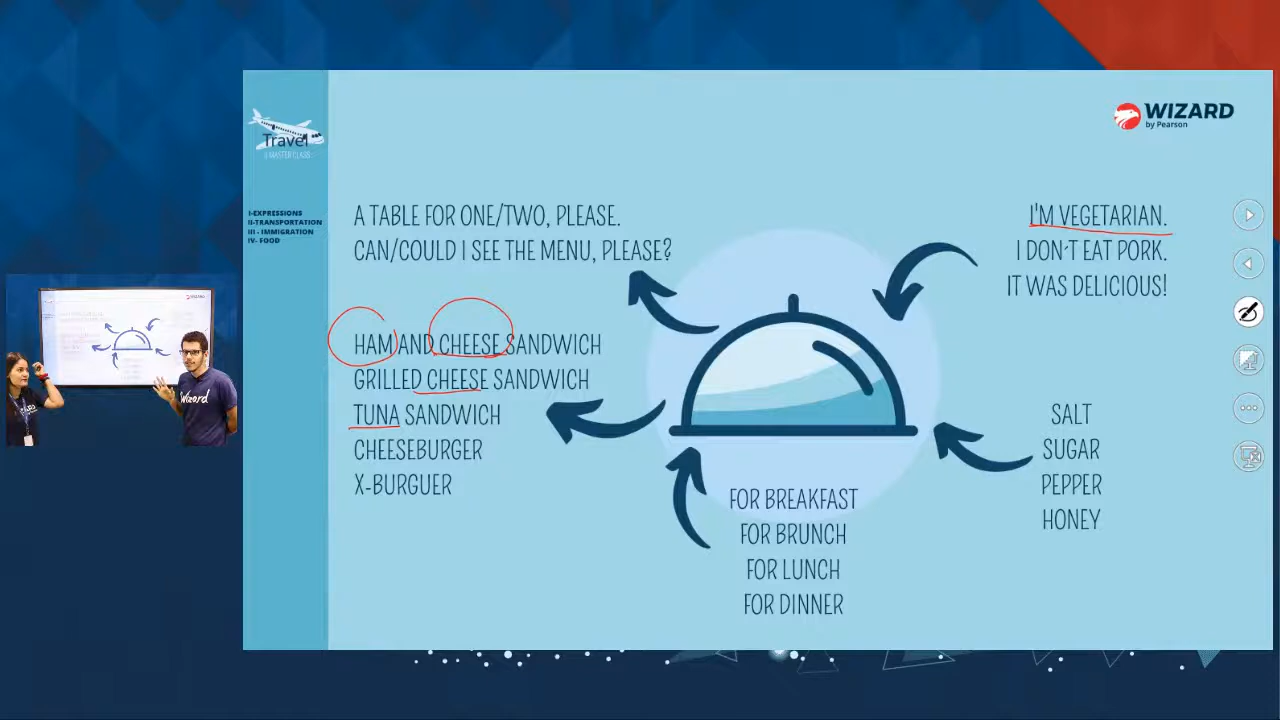 WIZARD
by Pearson
Travel
MASTER CLASS
I-EXPRESSIONS
II-TRANSPORTATION
III - IMMIGRATION
IV- FOOD
A TABLE FOR ONE/TWO, PLEASE.
CAN/COULD I SEE THE MENU, PLEASE?
I'M VEGETARIAN.
I DON´T EAT PORK.
IT WAS DELICIOUS!
HAM AND CHEESE SANDWICH
GRILLED CHEESE SANDWICH
TUNA SANDWICH
CHEESEBURGER
X-BURGUER
SALT
SUGAR
PEPPER
HONEY
FOR BREAKFAST
FOR BRUNCH
FOR LUNCH
FOR DINNER
Wizard